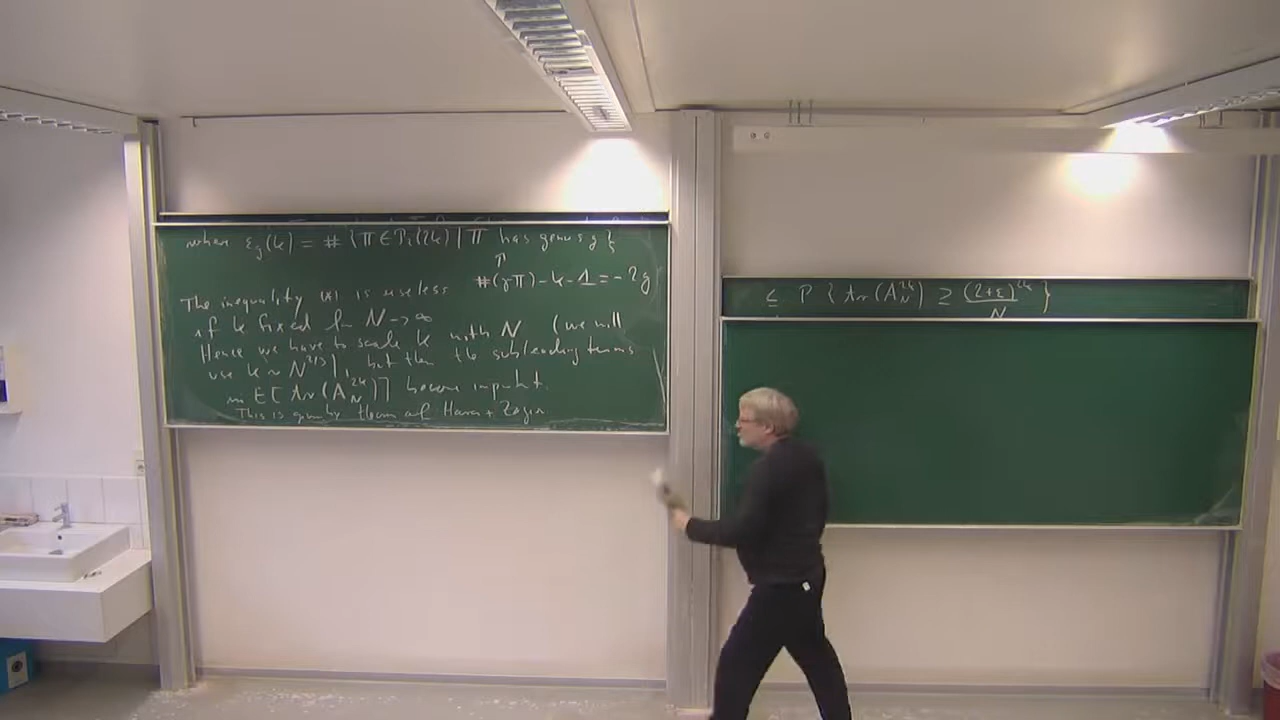 where ε_g(k) = # {π ∈ P_2(2k) | π has genus g}
⇑
#(γπ) - k - 1 = -2g
The inequality (*) is useless
if k fixed for N → ∞
Hence we have to scale k with N (we will
use k ~ N^{2/3}), but then the subleading terms
in E[tr(A_N^{2k})] become important.
This is given by theorem of Harer + Zagier
≤ P { tr(A_N^{2k}) ≥ (2+ε)^{2k}/N }